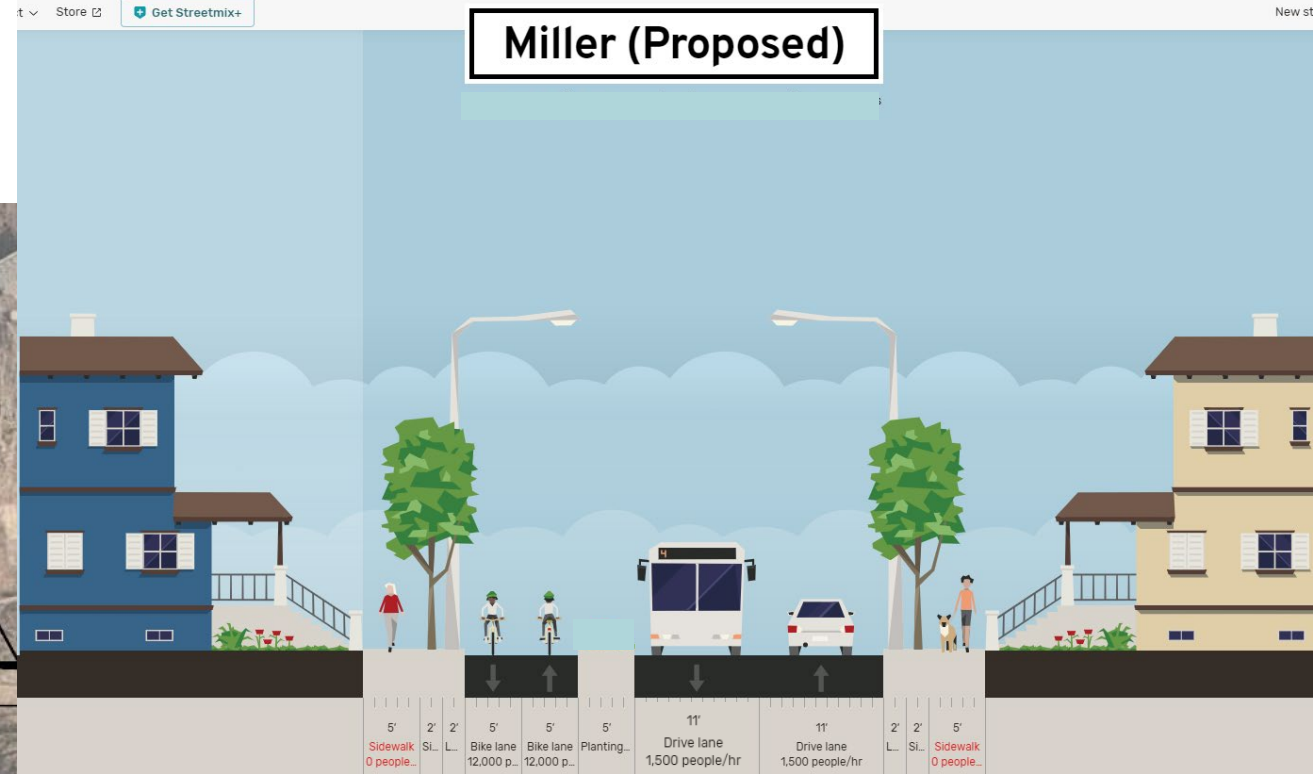 Store
Get Streetmix+
New st
Miller (Proposed)
4
5' 2' 2' 5' 5' 5' 11' 11' 2' 2' 5'
Sidewalk Si... L... Bike lane Bike lane Planting... Drive lane Drive lane L... Si... Sidewalk
0 people... 12,000 p... 12,000 p... 1,500 people/hr 1,500 people/hr 0 people...